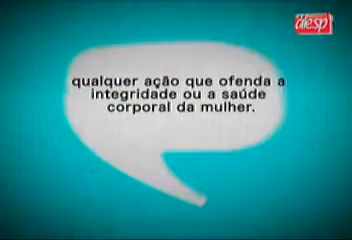 alesp
qualquer ação que ofenda a
integridade ou a saúde
corporal da mulher.